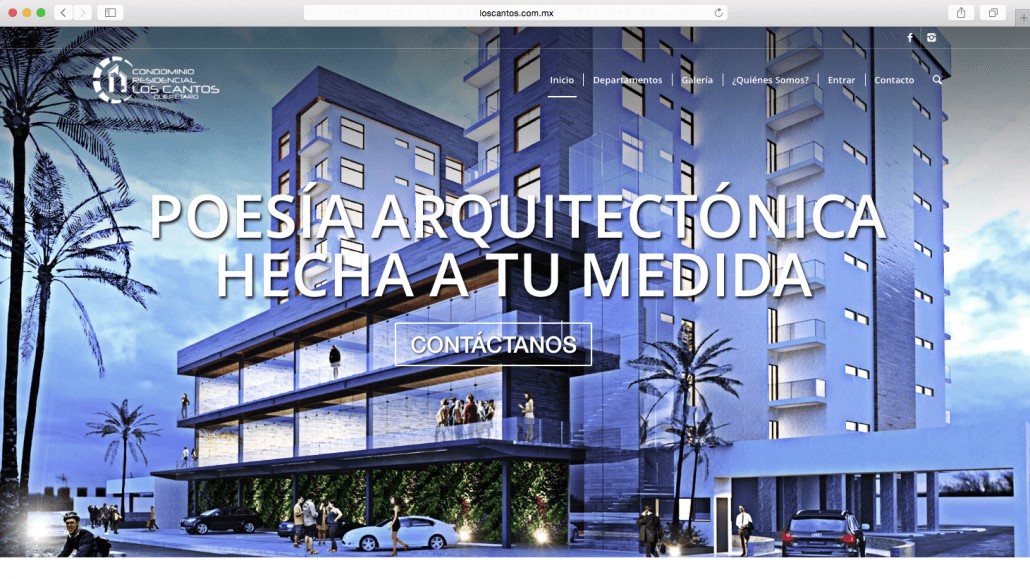 loscantos.com.mx
CONDOMINIO
RESIDENCIAL
LOS CANTOS
QUERÉTARO
Inicio
Departamentos
Galería
¿Quiénes Somos?
Entrar
Contacto
POESÍA ARQUITECTÓNICA
HECHA A TU MEDIDA
CONTÁCTANOS